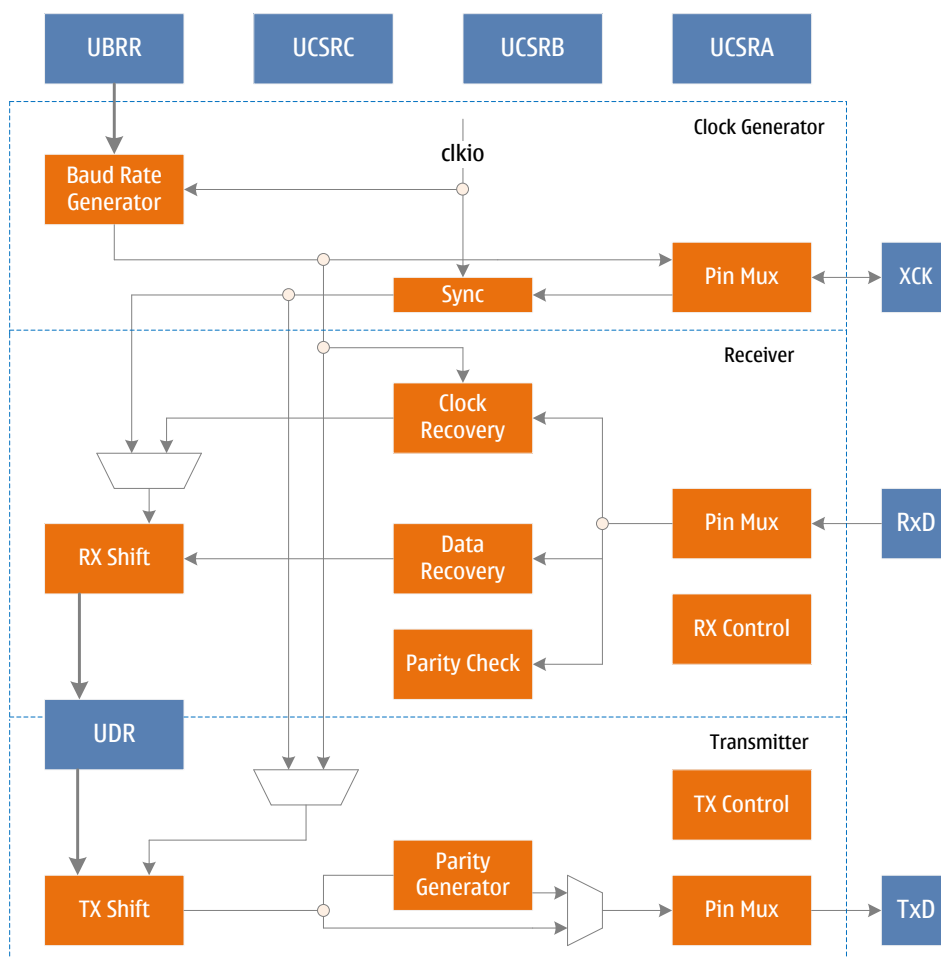 UBRR
UCSRC
UCSRB
UCSRA
Clock Generator
clkio
Baud Rate
Generator
Pin Mux
XCK
Sync
Receiver
Clock
Recovery
Pin Mux
RxD
RX Shift
Data
Recovery
RX Control
Parity Check
UDR
Transmitter
TX Control
Parity
Generator
TX Shift
Pin Mux
TxD